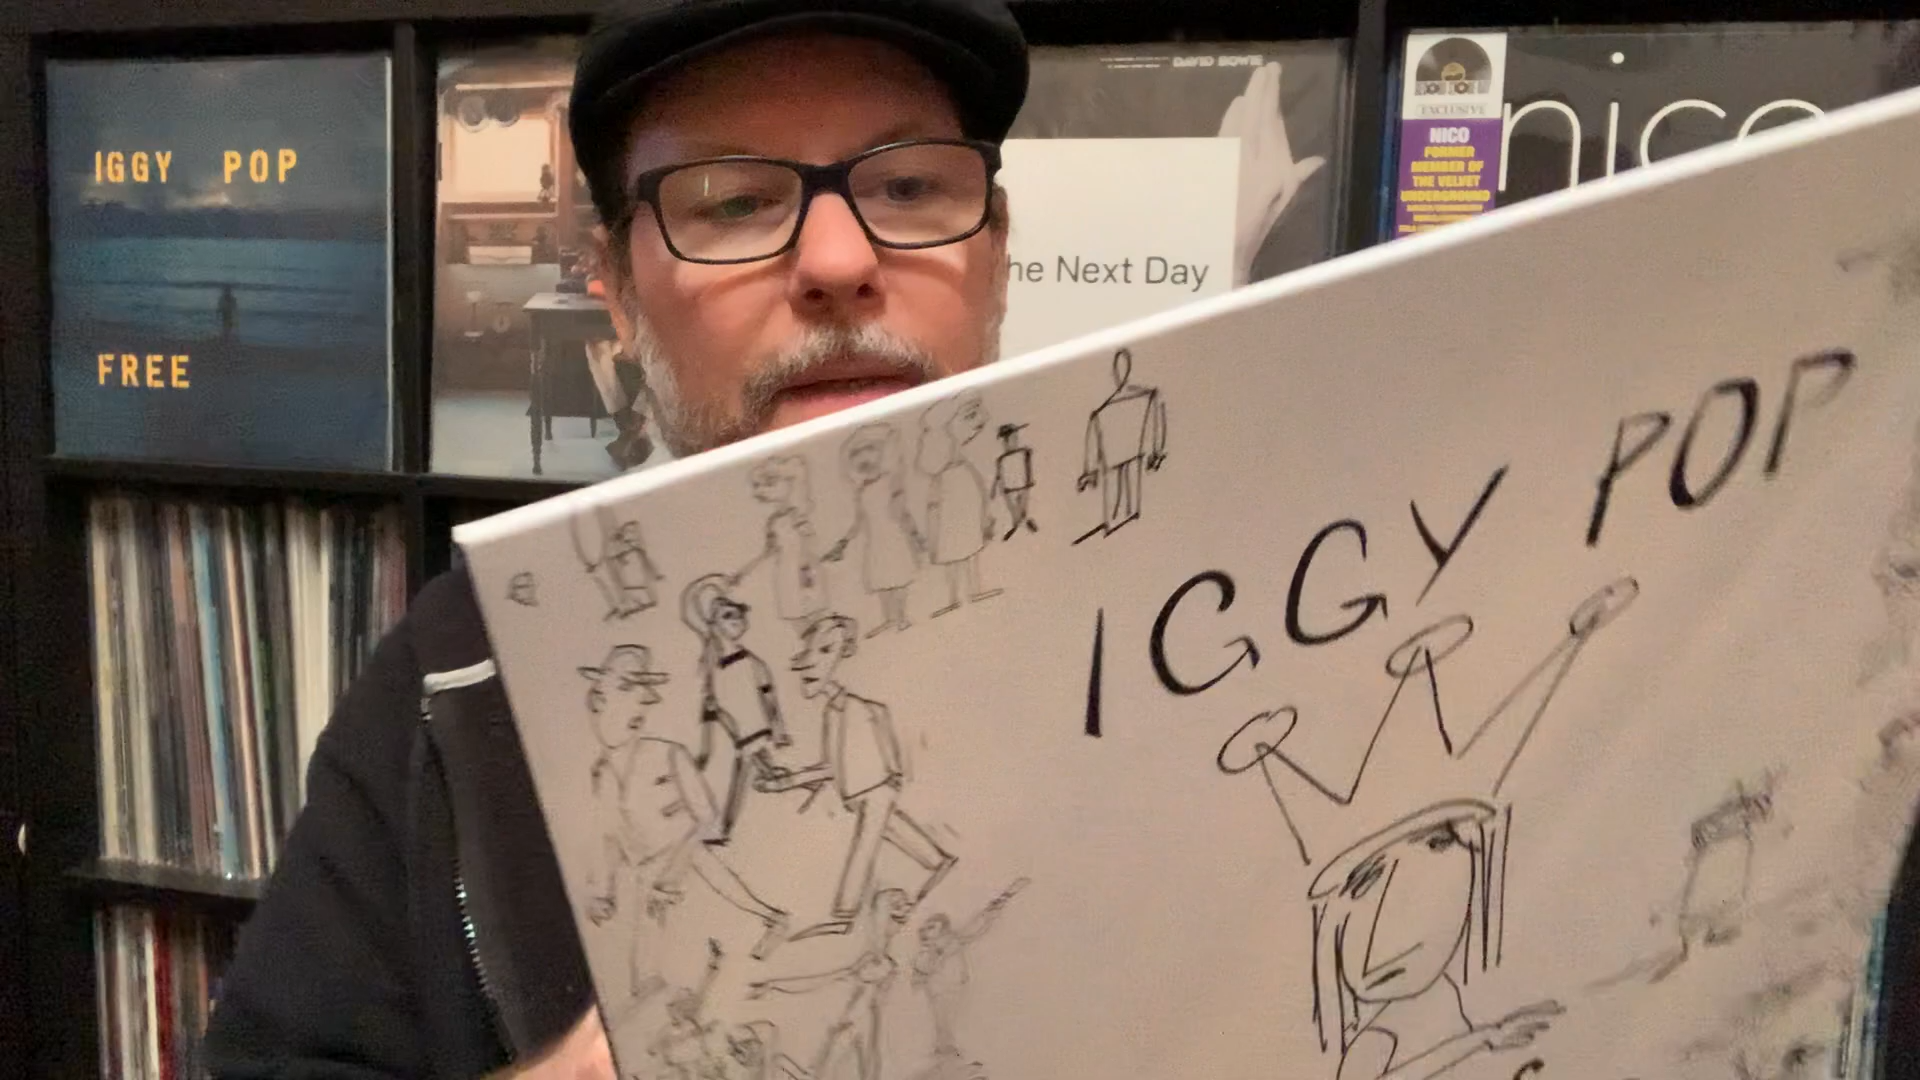 IGGY POP
FREE
DAVID BOWIE
he Next Day
EXCLUSIVE
NICO
FORMER
MEMBER OF
THE VELVET
UNDERGROUND
nico
IGGY POP